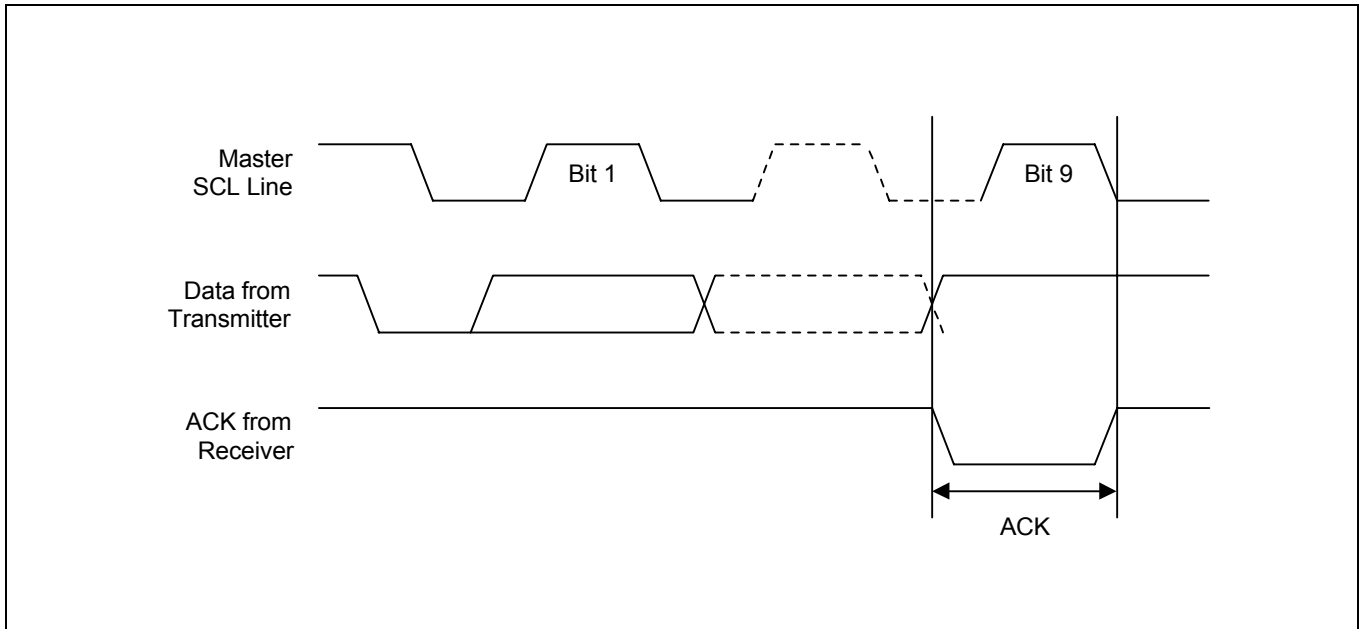 Master
SCL Line
Bit 1
Bit 9
Data from
Transmitter
ACK from
Receiver
ACK